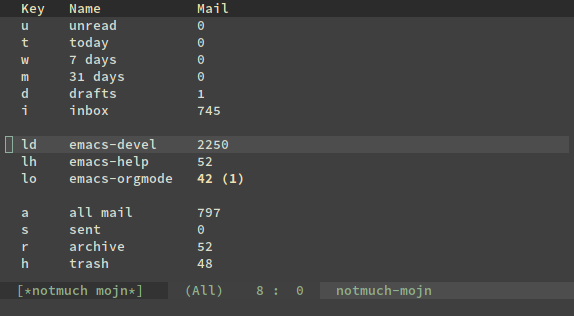 Key Name Mail
u unread 0
t today 0
w 7 days 0
m 31 days 0
d drafts 1
i inbox 745
ld emacs-devel 2250
lh emacs-help 52
lo emacs-orgmode 42 (1)
a all mail 797
s sent 0
r archive 52
h trash 48
[*notmuch mojn*] (All) 8 : 0 notmuch-mojn